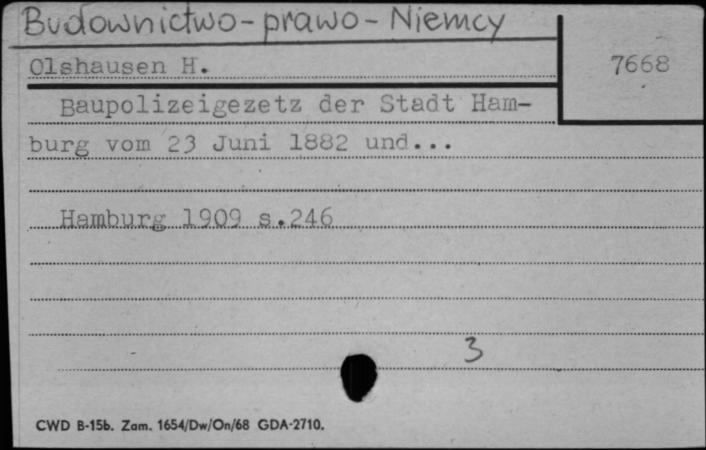 Budownictwo - prawo - Niemcy
Olshausen H.
7668
Baupolizeigezetz der Stadt Ham-
burg vom 23 Juni 1882 und...
Hamburg 1909 s.246
3
CWD B-15b. Zam. 1654/Dw/On/68 GDA-2710.